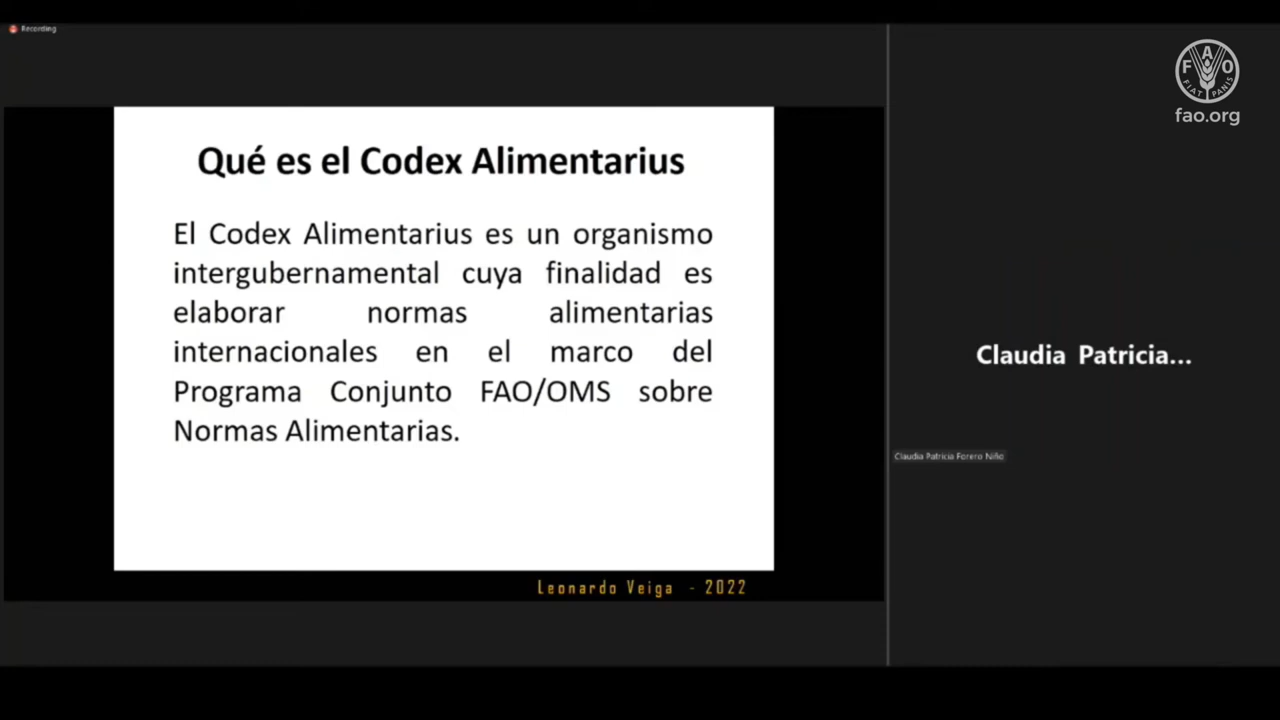 Recording
F A O
FIAT PANIS
fao.org
Qué es el Codex Alimentarius
El Codex Alimentarius es un organismo
intergubernamental cuya finalidad es
elaborar normas alimentarias
internacionales en el marco del
Programa Conjunto FAO/OMS sobre
Normas Alimentarias.
Leonardo Veiga - 2022
Claudia Patricia...
Claudia Patricia Forero Niño